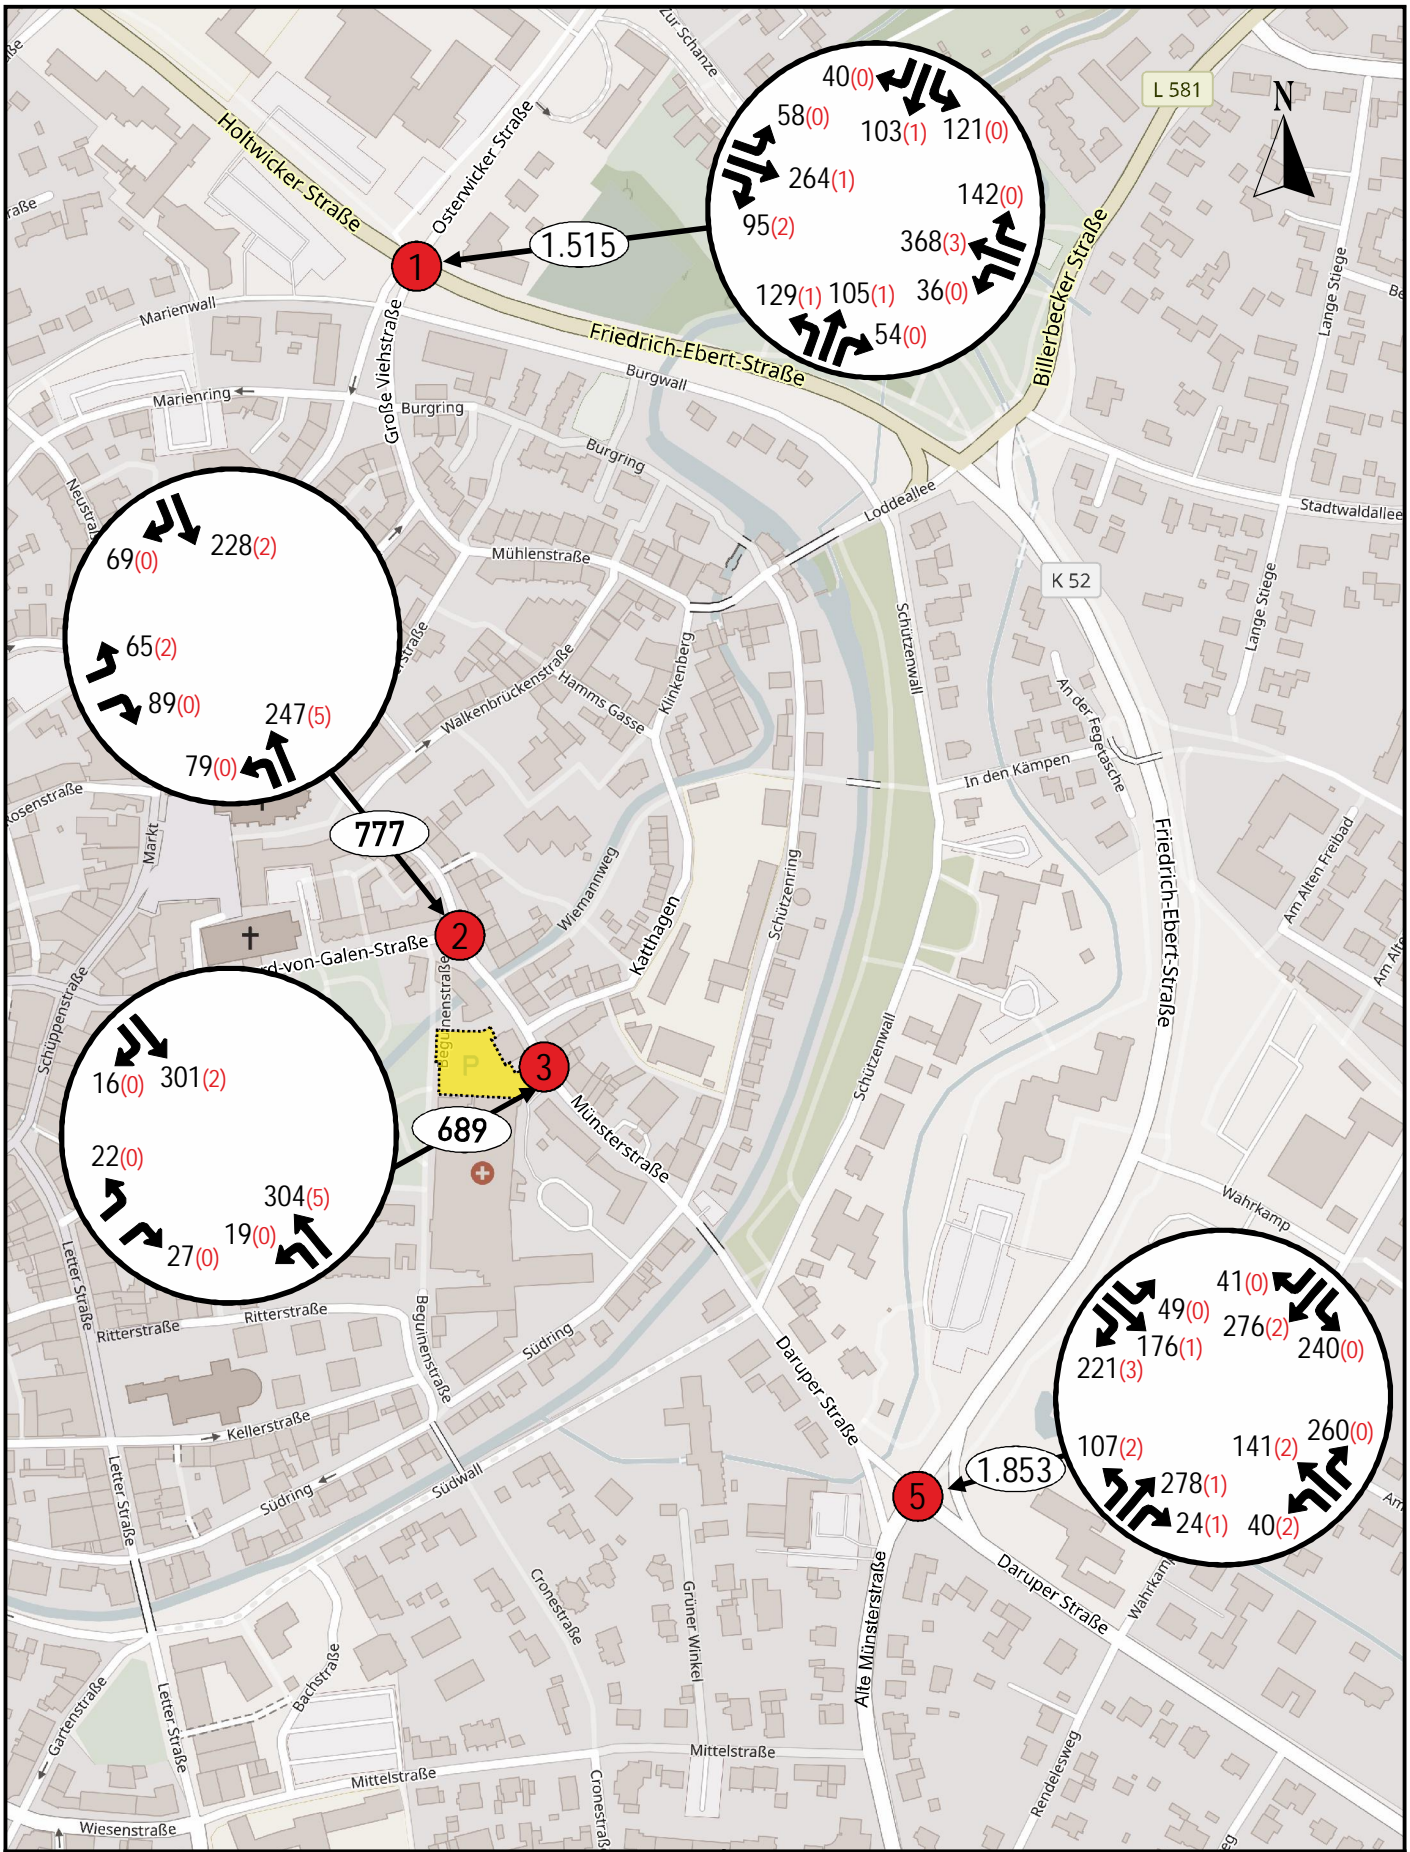 Zur Schanze
L 581
N
40(0)
103(1)
121(0)
58(0)
264(1)
95(2)
142(0)
368(3)
36(0)
129(1)
105(1)
54(0)
Holtwicker Straße
Osterwicker Straße
1.515
1
Marienwall
Große Viehstraße
Friedrich-Ebert-Straße
Billerbecker Straße
Lange Stiege
Burgwall
Marienring
Burgring
Burgring
Loddeallee
Stadtwaldallee
69(0)
228(2)
65(2)
89(0)
247(5)
79(0)
Mühlenstraße
K 52
Lange Stiege
Schützenwall
Klinkenberg
Walkenbrückenstraße
Hamms Gasse
An der Fegetasche
In den Kämpen
Markt
777
Wiemannweg
Schützenring
Friedrich-Ebert-Straße
Am Alten Freibad
Katthagen
2
rd-von-Galen-Straße
Beguinenstraße
Schüppenstraße
16(0)
301(2)
22(0)
27(0)
304(5)
19(0)
P
3
689
Münsterstraße
Schützenwall
Wahrkamp
Letter Straße
Ritterstraße
Ritterstraße
Beguinenstraße
Südring
Daruper Straße
49(0)
176(1)
221(3)
41(0)
276(2)
240(0)
107(2)
278(1)
24(1)
141(2)
260(0)
40(2)
Kellerstraße
Letter Straße
Südring
Südwall
1.853
5
Daruper Straße
Wahrkamp
Cronestraße
Grüner Winkel
Alte Münsterstraße
Gartenstraße
Letter Straße
Bachstraße
Mittelstraße
Mittelstraße
Rendelesweg
Wiesenstraße
Cronestraß